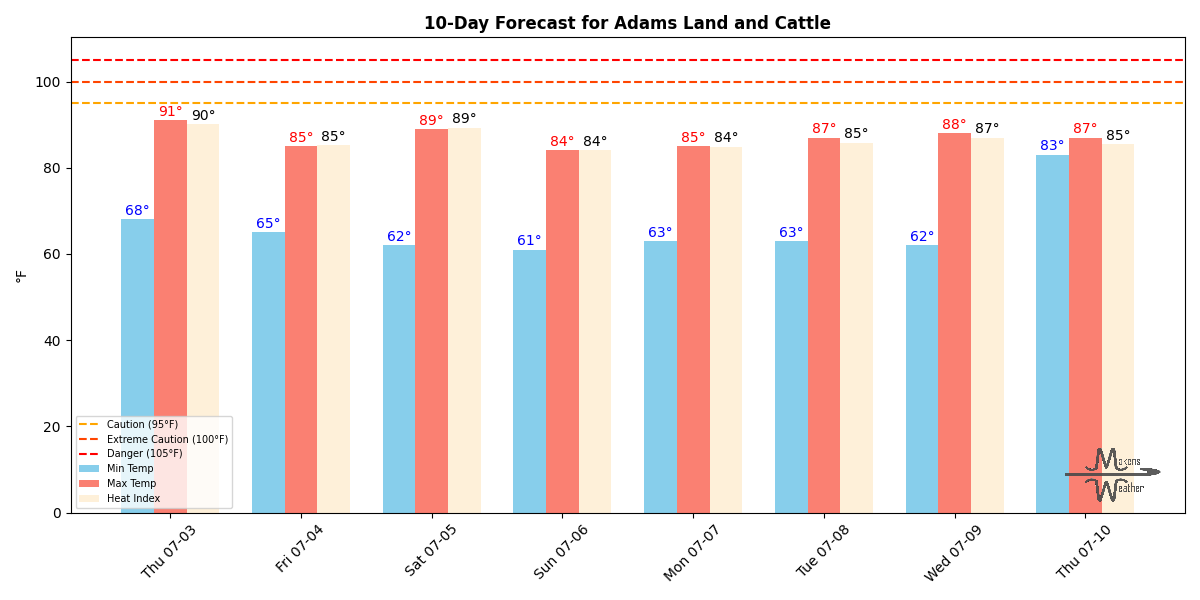 10-Day Forecast for Adams Land and Cattle
°F
100
80
60
40
20
0
68° 91° 90°
65° 85° 85°
62° 89° 89°
61° 84° 84°
63° 85° 84°
63° 87° 85°
62° 88° 87°
83° 87° 85°
Caution (95°F)
Extreme Caution (100°F)
Danger (105°F)
Min Temp
Max Temp
Heat Index
Thu 07-03
Fri 07-04
Sat 07-05
Sun 07-06
Mon 07-07
Tue 07-08
Wed 07-09
Thu 07-10